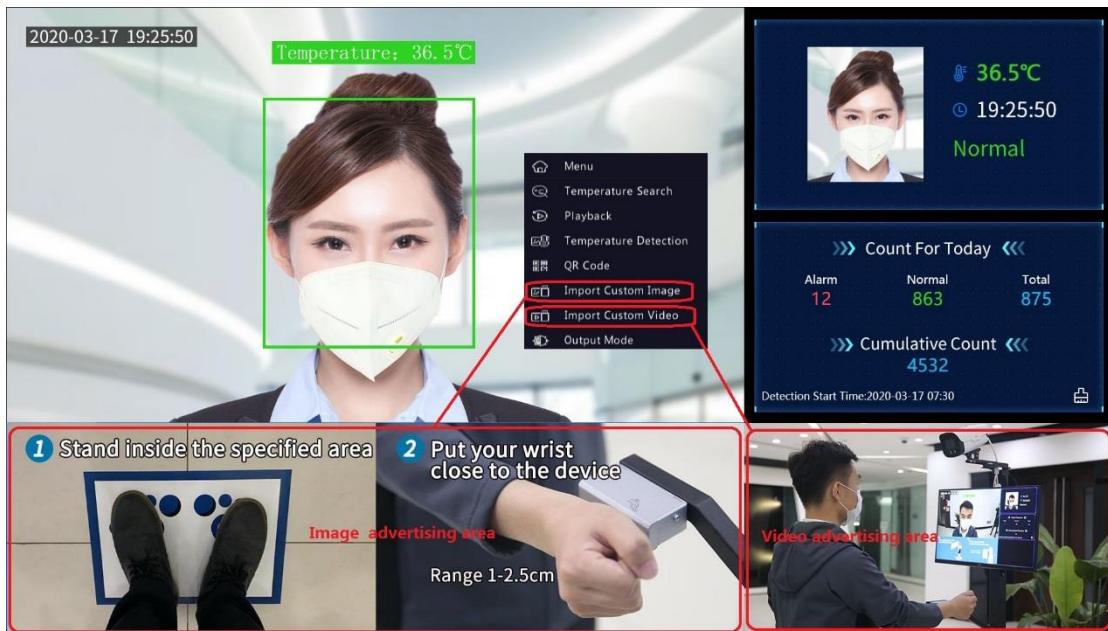 2020-03-17 19:25:50
Temperature: 36.5℃
Menu
Temperature Search
Playback
Temperature Detection
QR Code
Import Custom Image
Import Custom Video
Output Mode
36.5℃
19:25:50
Normal
Count For Today
Alarm Normal Total
12 863 875
Cumulative Count
4532
Detection Start Time:2020-03-17 07:30
1 Stand inside the specified area
2 Put your wrist
close to the device
Image advertising area
Range 1-2.5cm
Video advertising area